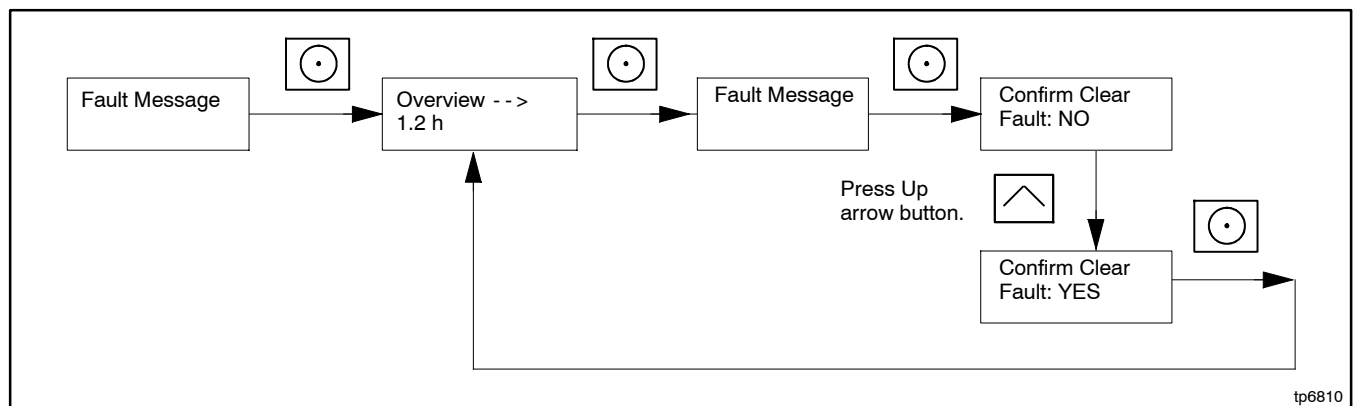 Fault Message
Overview - - >
1.2 h
Fault Message
Confirm Clear
Fault: NO
Press Up
arrow button.
Confirm Clear
Fault: YES
tp6810